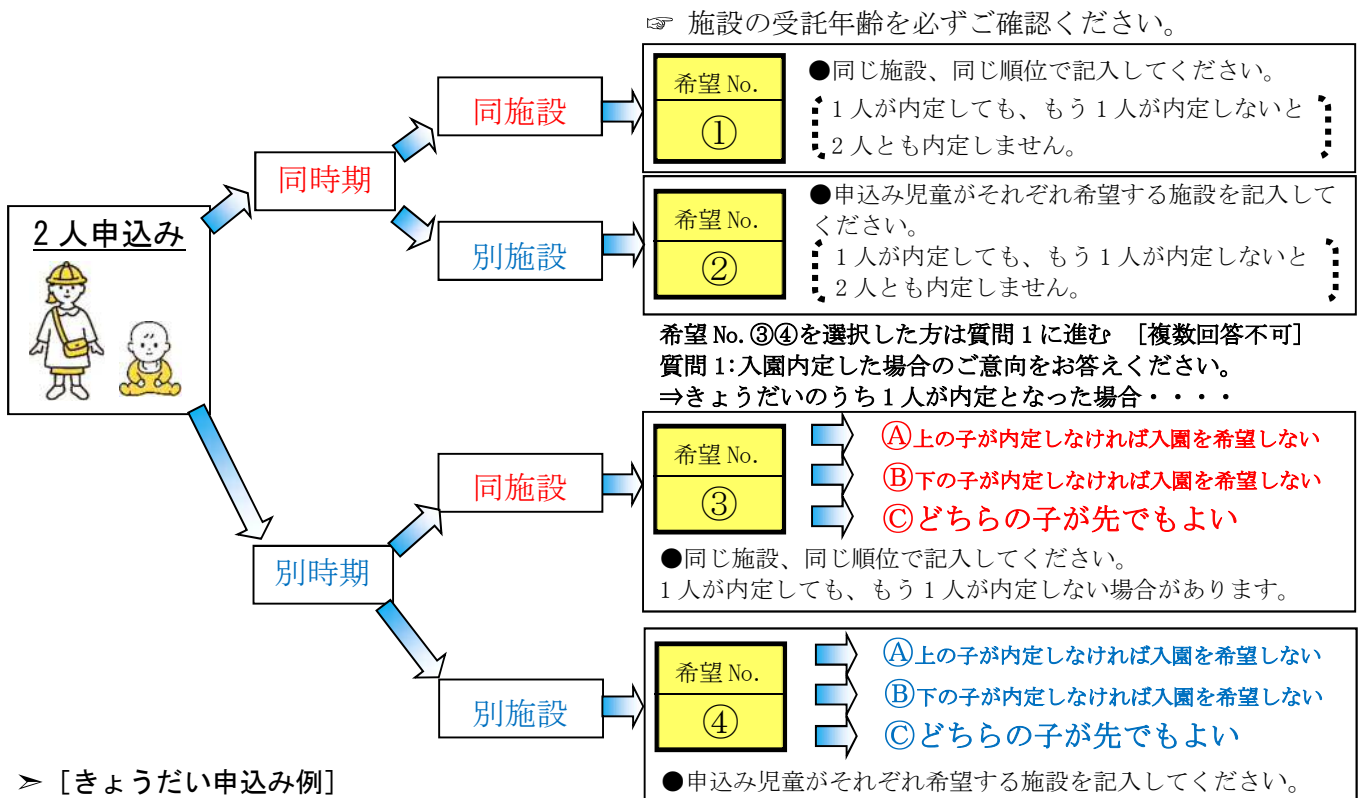 ☞ 施設の受託年齢を必ずご確認ください。
2人申込み
同時期
同施設
希望 No.
①
●同じ施設、同じ順位で記入してください。
1人が内定しても、もう1人が内定しないと
2人とも内定しません。
別施設
希望 No.
②
●申込み児童がそれぞれ希望する施設を記入して
ください。
1人が内定しても、もう1人が内定しないと
2人とも内定しません。
希望 No.③④を選択した方は質問1に進む ［複数回答不可］
質問1:入園内定した場合のご意向をお答えください。
⇒きょうだいのうち1人が内定となった場合・・・・
別時期
同施設
希望 No.
③
Ⓐ上の子が内定しなければ入園を希望しない
Ⓑ下の子が内定しなければ入園を希望しない
Ⓒどちらの子が先でもよい
●同じ施設、同じ順位で記入してください。
1人が内定しても、もう1人が内定しない場合があります。
別施設
希望 No.
④
Ⓐ上の子が内定しなければ入園を希望しない
Ⓑ下の子が内定しなければ入園を希望しない
Ⓒどちらの子が先でもよい
●申込み児童がそれぞれ希望する施設を記入してください。
➢ [きょうだい申込み例]